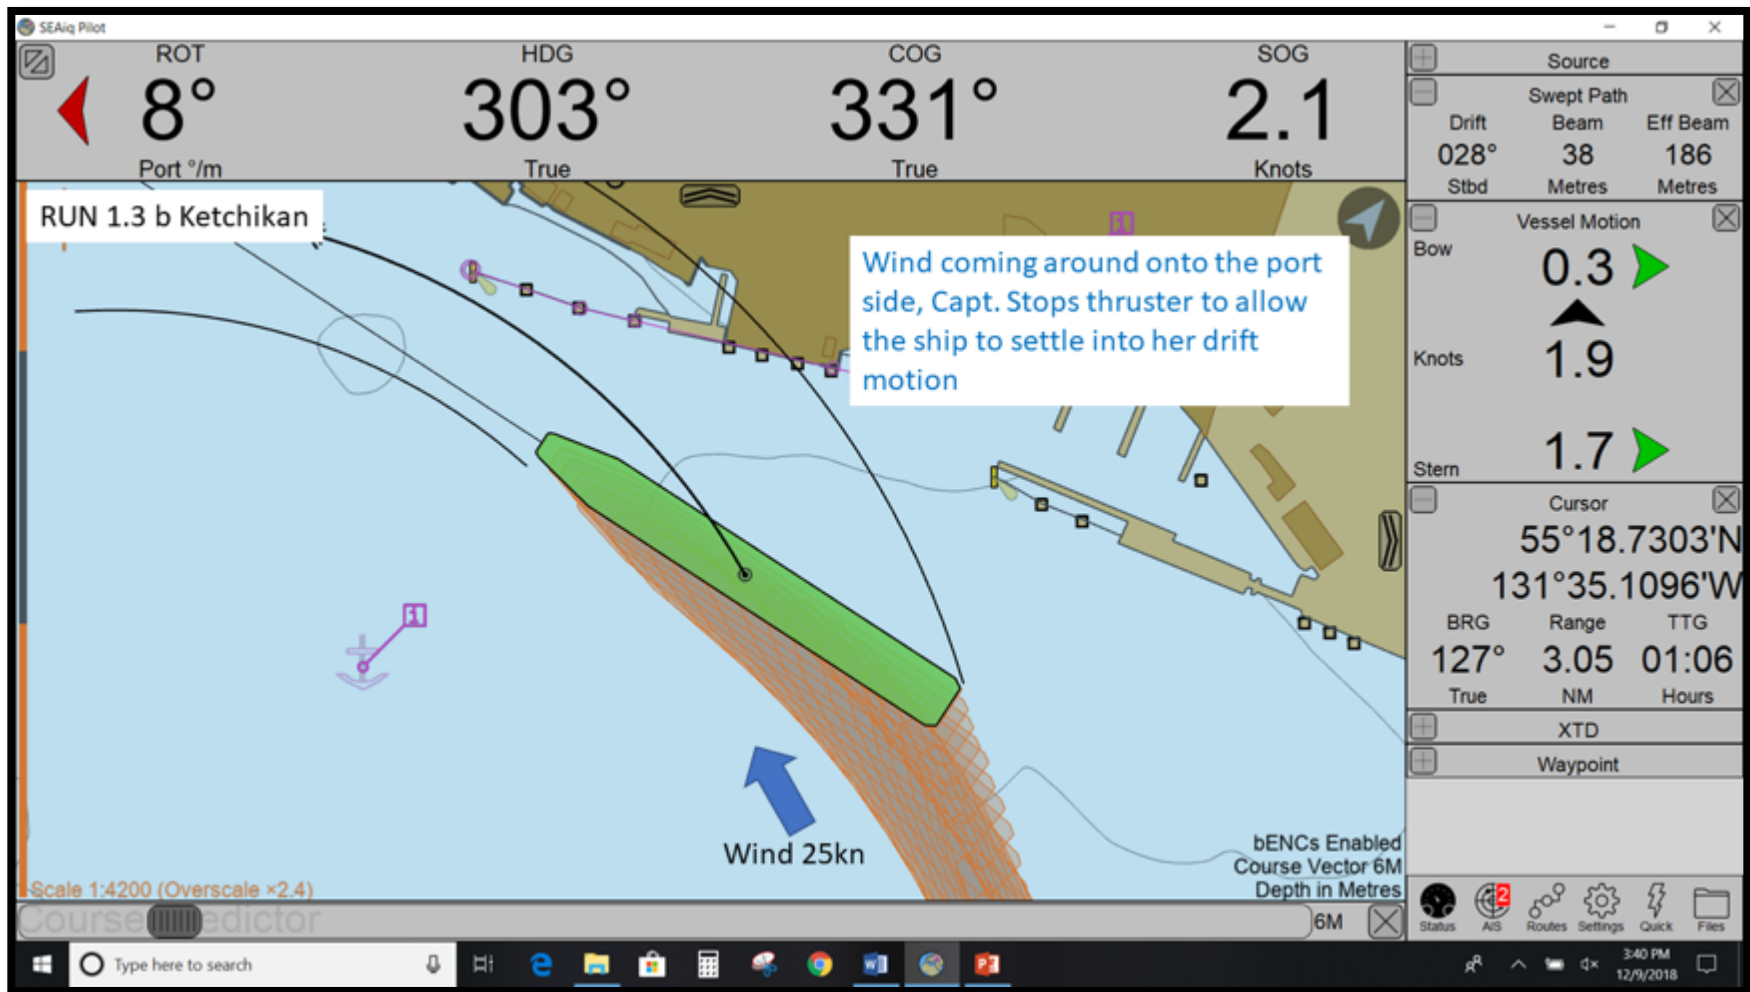 SEAiq Pilot
ROT
HDG
COG
SOG
8°
303°
331°
2.1
Port °/m
True
True
Knots
RUN 1.3 b Ketchikan
Wind coming around onto the port
side, Capt. Stops thruster to allow
the ship to settle into her drift
motion
1
1
Wind 25kn
bENCs Enabled
Course Vector 6M
Depth in Metres
Scale 1:4200 (Overscale ×2.4)
6M
Source
Swept Path
Drift
Beam
Eff Beam
028°
38
186
Stbd
Metres
Metres
Vessel Motion
Bow
0.3
Knots
1.9
Stern
1.7
Cursor
55°18.7303'N
131°35.1096'W
BRG
Range
TTG
127°
3.05
01:06
True
NM
Hours
XTD
Waypoint
2
Status
AIS
Routes
Settings
Quick
Files
Type here to search
3:40 PM
12/9/2018